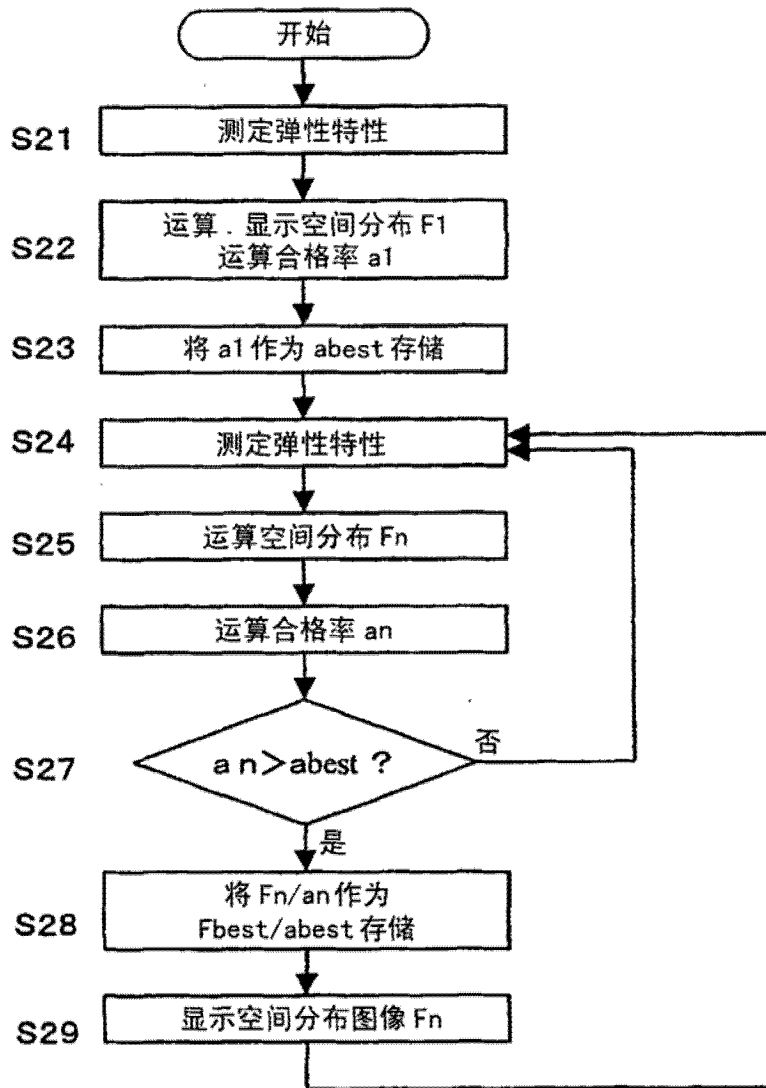 开始
S21
测定弹性特性
S22
运算．显示空间分布 F1
运算合格率 a1
S23
将 a1 作为 abest 存储
S24
测定弹性特性
S25
运算空间分布 Fn
S26
运算合格率 an
S27
a n＞abest ？
否
是
S28
将 Fn/an 作为
Fbest/abest 存储
S29
显示空间分布图像 Fn